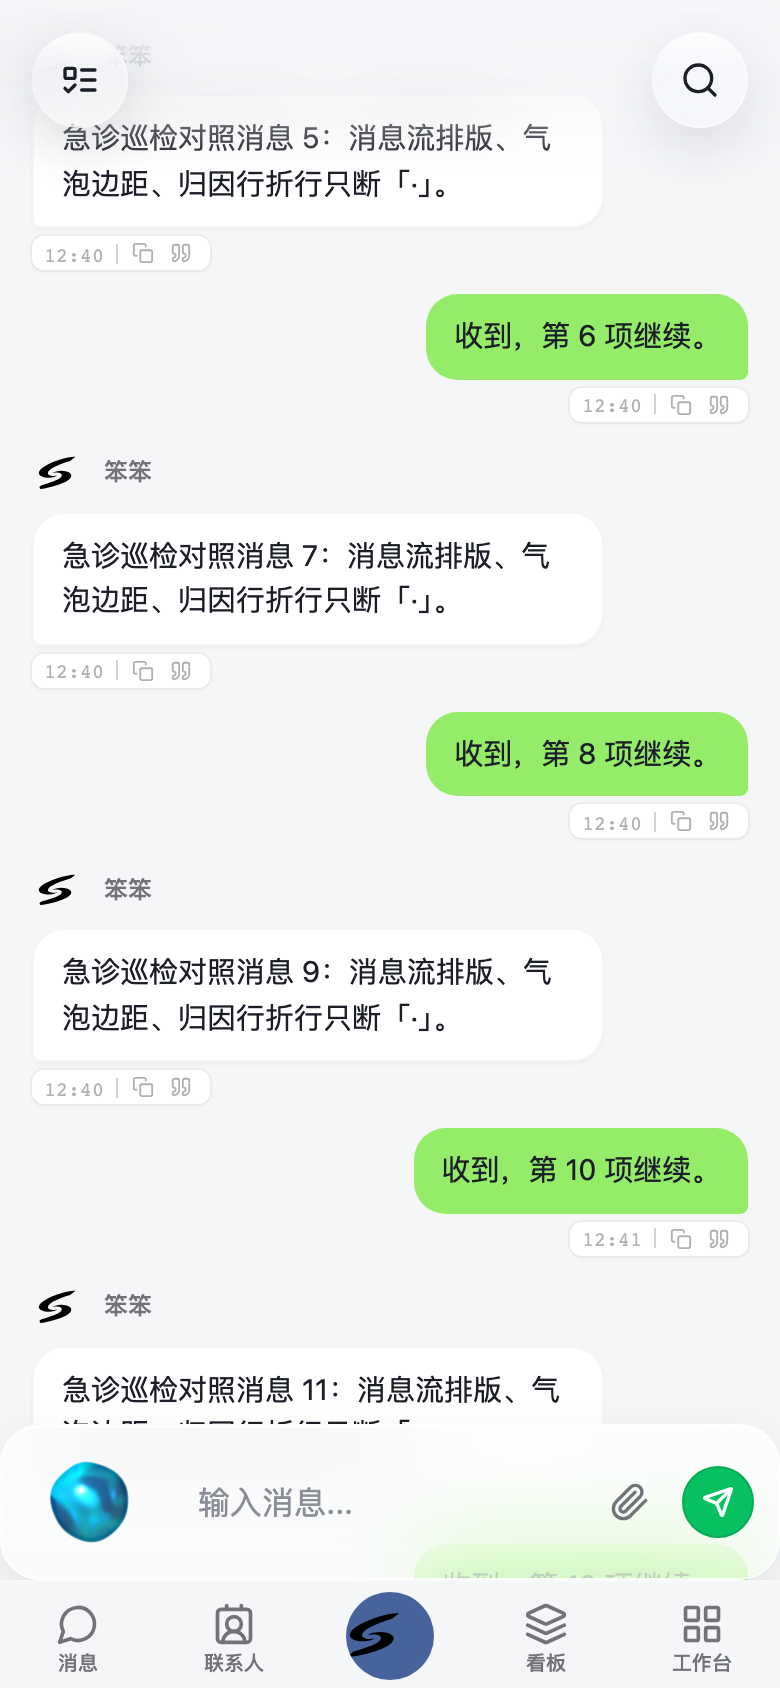 笨笨
急诊巡检对照消息 5：消息流排版、气
泡边距、归因行折行只断「·」。
12:40
收到，第 6 项继续。
12:40
笨笨
急诊巡检对照消息 7：消息流排版、气
泡边距、归因行折行只断「·」。
12:40
收到，第 8 项继续。
12:40
笨笨
急诊巡检对照消息 9：消息流排版、气
泡边距、归因行折行只断「·」。
12:40
收到，第 10 项继续。
12:41
笨笨
急诊巡检对照消息 11：消息流排版、气
输入消息...
消息
联系人
看板
工作台